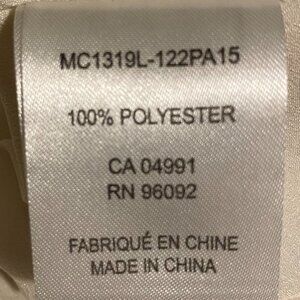 MC1319L-122PA15
100% POLYESTER
CA 04991
RN 96092
FABRIQUÉ EN CHINE
MADE IN CHINA